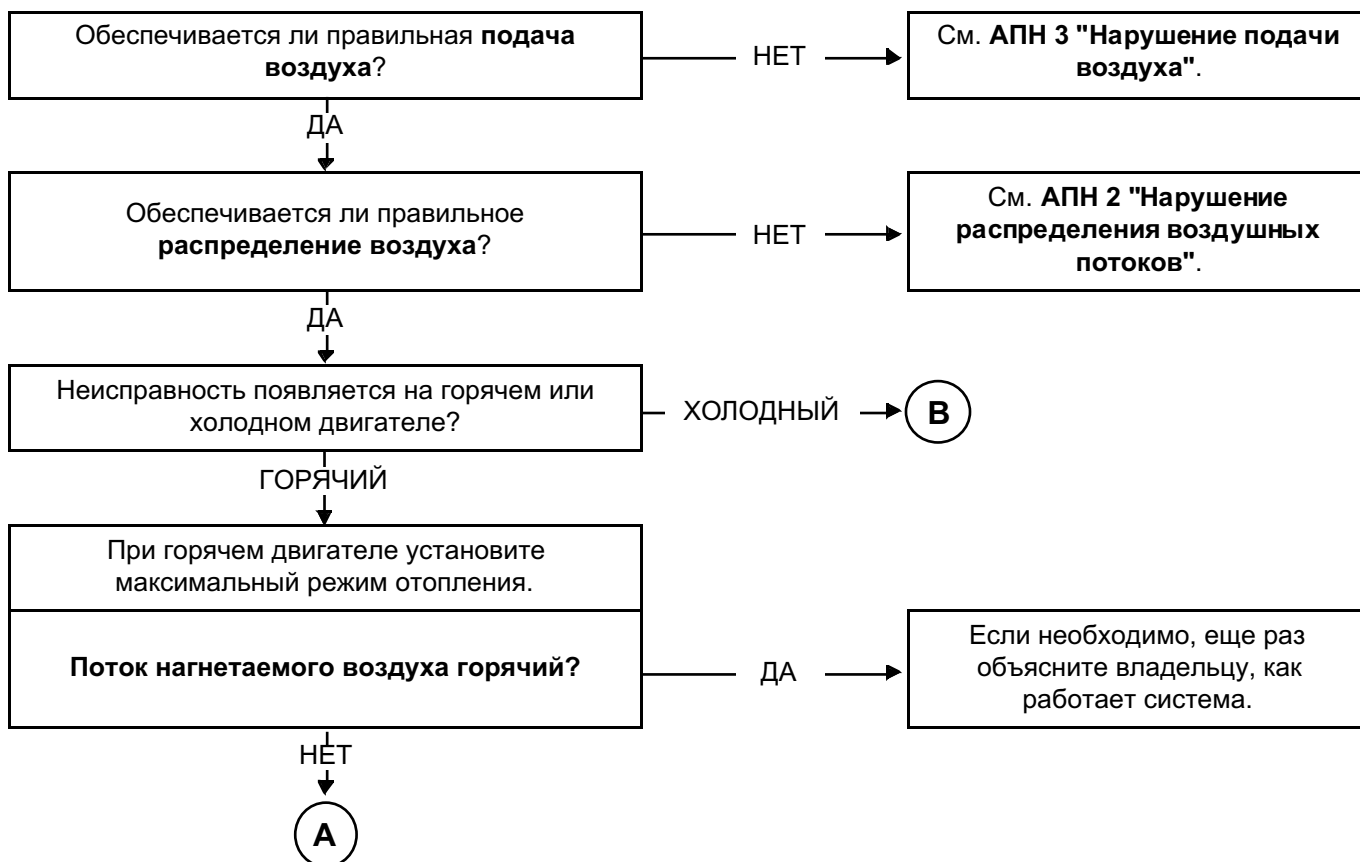 Обеспечивается ли правильная подача
воздуха?
НЕТ
См. АПН 3 "Нарушение подачи
воздуха".
ДА
Обеспечивается ли правильное
распределение воздуха?
НЕТ
См. АПН 2 "Нарушение
распределения воздушных
потоков".
ДА
Неисправность появляется на горячем или
холодном двигателе?
ХОЛОДНЫЙ
B
ГОРЯЧИЙ
При горячем двигателе установите
максимальный режим отопления.
Поток нагнетаемого воздуха горячий?
ДА
Если необходимо, еще раз
объясните владельцу, как
работает система.
НЕТ
A